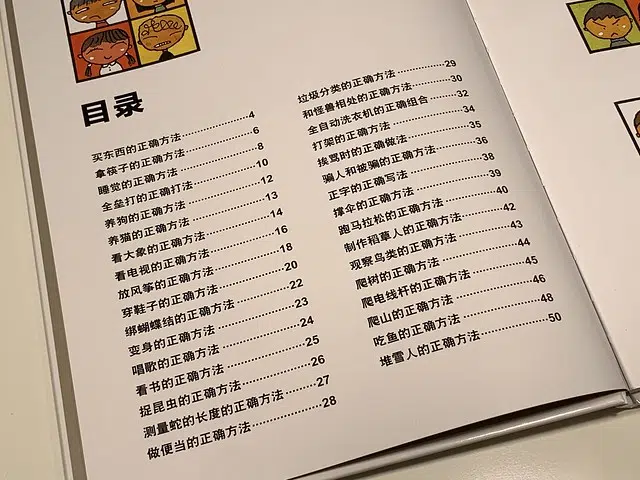 目录
买东西的正确方法……………4
拿筷子的正确方法……………6
睡觉的正确方法……………8
全垒打的正确打法……………10
养狗的正确方法……………12
养猫的正确方法……………13
看大象的正确方法……………14
看电视的正确方法……………16
放风筝的正确方法……………18
穿鞋子的正确方法……………20
绑蝴蝶结的正确方法……………22
变身的正确方法……………23
唱歌的正确方法……………24
看书的正确方法……………25
捉昆虫的正确方法……………26
测量蛇的长度的正确方法………27
做便当的正确方法……………28
垃圾分类的正确方法…………29
和怪兽相处的正确方法…………30
全自动洗衣机的正确组合………32
打架的正确方法……………34
挨骂时的正确做法……………35
骗人和被骗的正确方法…………36
正字的正确写法……………38
撑伞的正确方法……………39
跑马拉松的正确方法……………40
制作稻草人的正确方法…………42
观察鸟类的正确方法……………43
爬树的正确方法……………44
爬电线杆的正确方法……………45
爬山的正确方法……………46
吃鱼的正确方法……………48
堆雪人的正确方法……………50